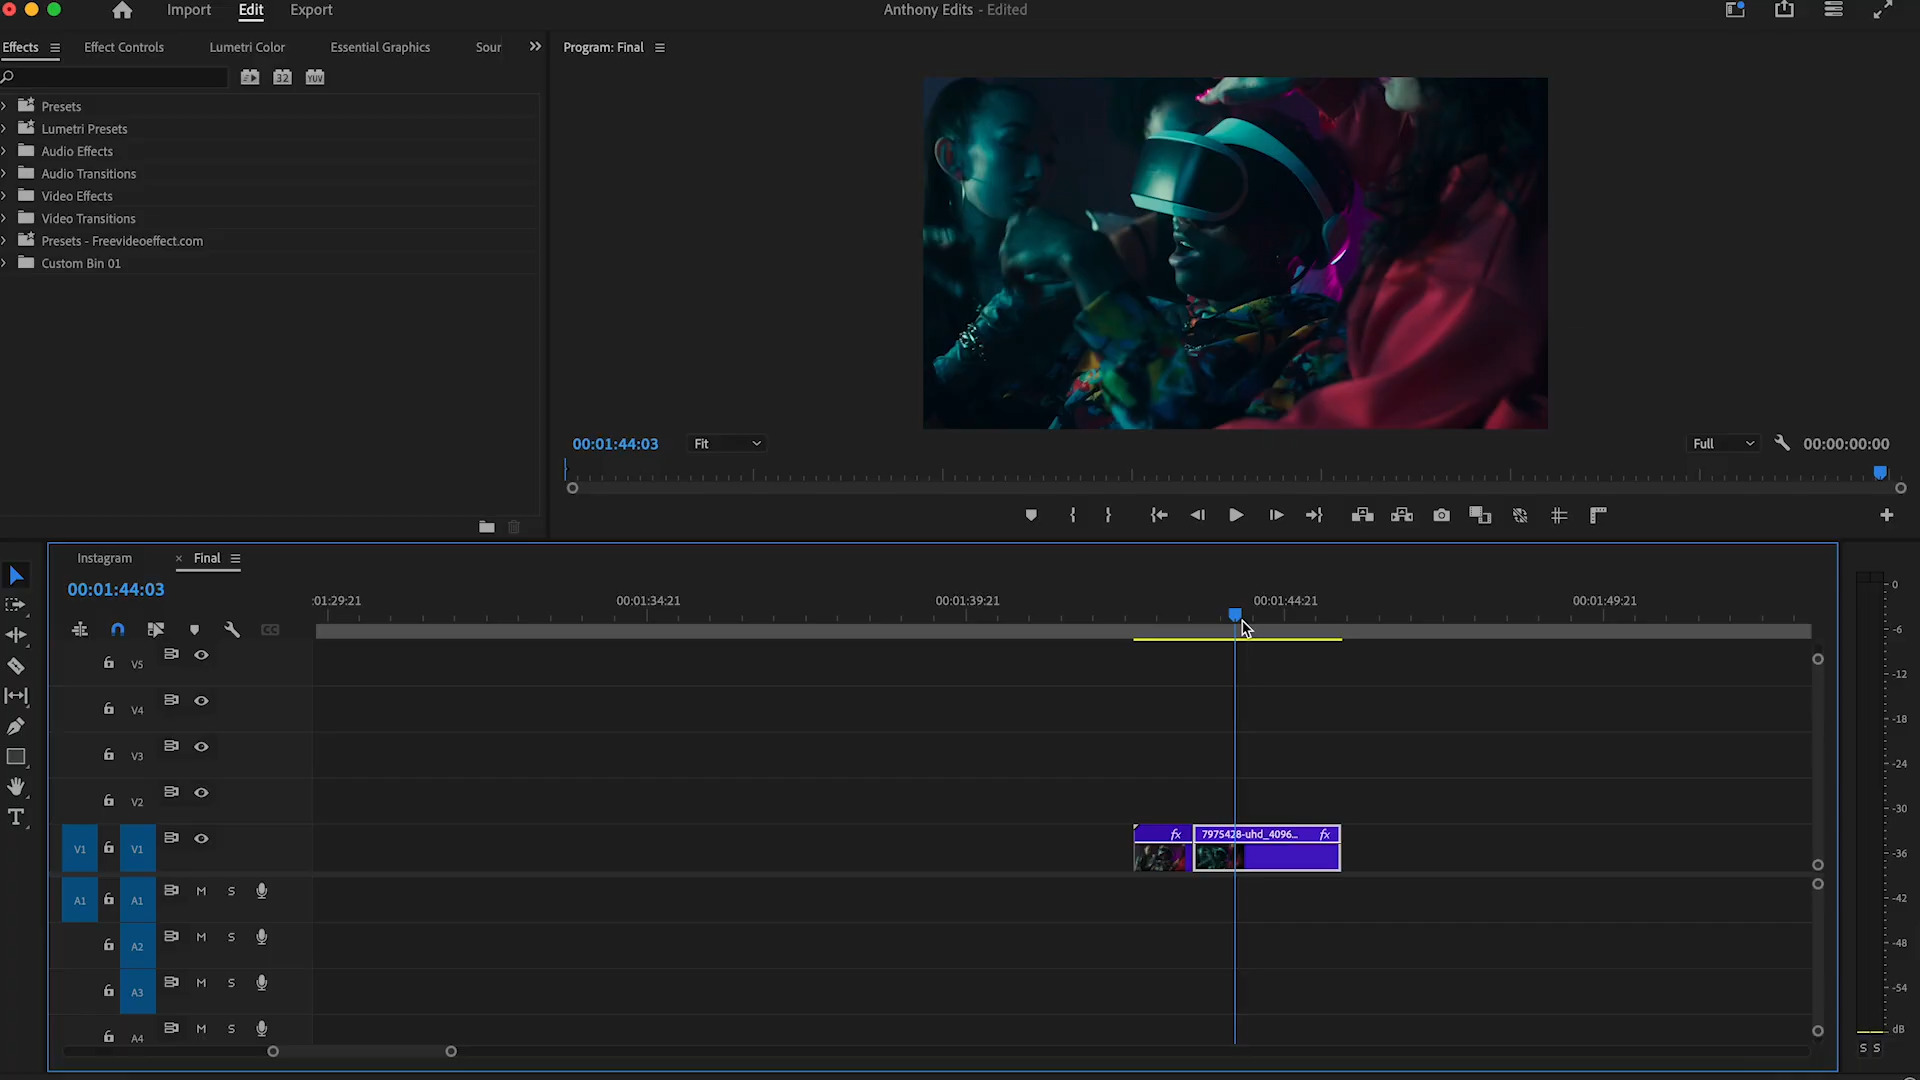 Import
Edit
Export
Anthony Edits - Edited
Effects
Effect Controls
Lumetri Color
Essential Graphics
Sour
Program: Final
32
YUV
Presets
Lumetri Presets
Audio Effects
Audio Transitions
Video Effects
Video Transitions
Presets - Freevideoeffect.com
Custom Bin 01
00:01:44:03
Fit
Full
00:00:00:00
Instagram
× Final
00:01:44:03
:01:29:21
00:01:34:21
00:01:39:21
00:01:44:21
00:01:49:21
CC
V5
V4
V3
V2
V1 V1
fx
7975428-uhd_4096... fx
A1 A1 M S
A2 M S
A3 M S
A4 M S
T
0
-6
-12
-18
-24
-30
-36
-42
-48
-54
dB
S S